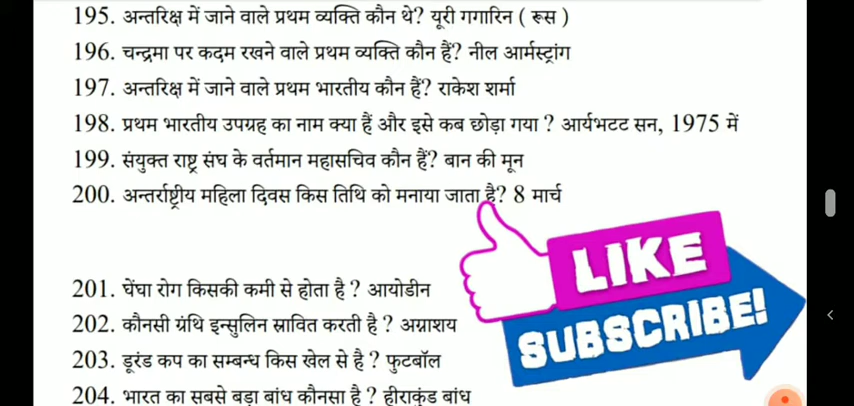 195. अन्तरिक्ष में जाने वाले प्रथम व्यक्ति कौन थे? यूरी गगारिन ( रूस )
196. चन्द्रमा पर कदम रखने वाले प्रथम व्यक्ति कौन हैं? नील आर्मस्ट्रांग
197. अन्तरिक्ष में जाने वाले प्रथम भारतीय कौन हैं? राकेश शर्मा
198. प्रथम भारतीय उपग्रह का नाम क्या हैं और इसे कब छोड़ा गया ? आर्यभटट सन, 1975 में
199. संयुक्त राष्ट्र संघ के वर्तमान महासचिव कौन हैं? बान की मून
200. अन्तर्राष्ट्रीय महिला दिवस किस तिथि को मनाया जाता है? 8 मार्च
LIKE
SUBSCRIBE!
201. घेंघा रोग किसकी कमी से होता है ? आयोडीन
202. कौनसी ग्रंथि इन्सुलिन स्रावित करती है ? अग्नाशय
203. डूरंड कप का सम्बन्ध किस खेल से है ? फुटबॉल
204. भारत का सबसे बड़ा बांध कौनसा है ? हीराकुंड बांध